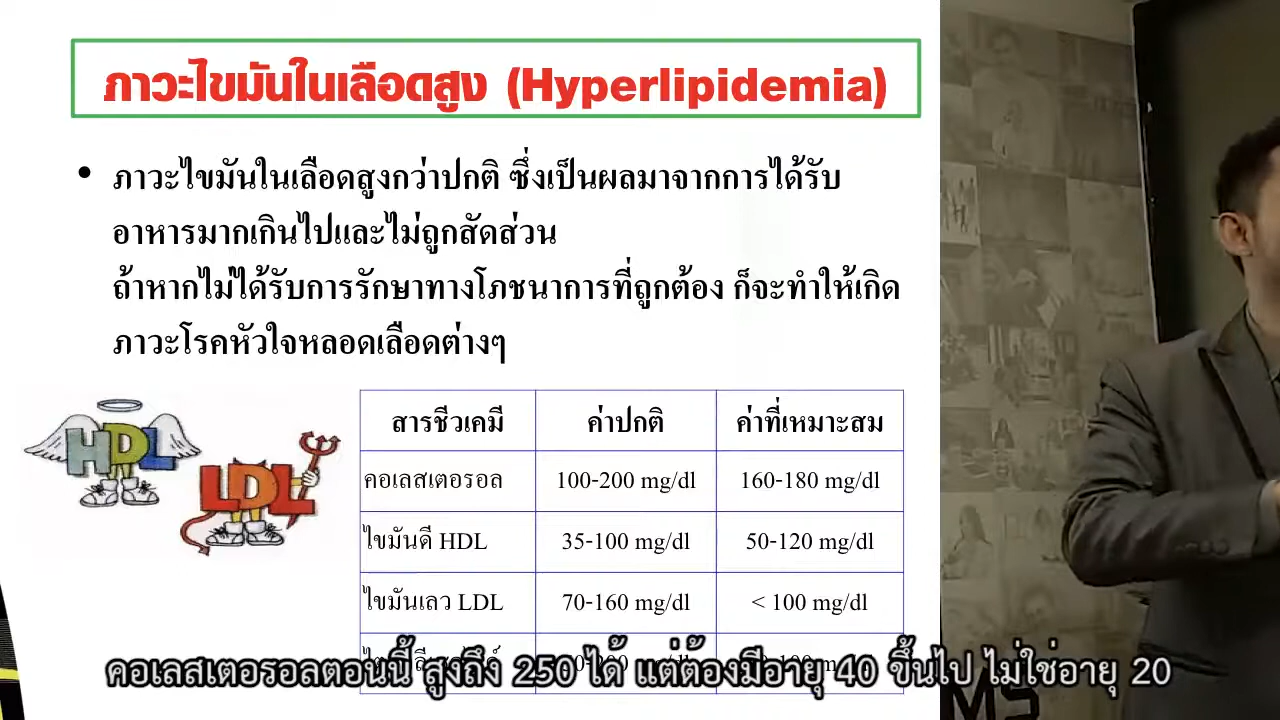 ภาวะไขมันในเลือดสูง (Hyperlipidemia)
• ภาวะไขมันในเลือดสูงกว่าปกติ ซึ่งเป็นผลมาจากการได้รับ
อาหารมากเกินไปและไม่ถูกสัดส่วน
ถ้าหากไม่ได้รับการรักษาทางโภชนาการที่ถูกต้อง ก็จะทำให้เกิด
ภาวะโรคหัวใจหลอดเลือดต่างๆ
HDL
LDL
สารชีวเคมี ค่าปกติ ค่าที่เหมาะสม
คอเลสเตอรอล 100-200 mg/dl 160-180 mg/dl
ไขมันดี HDL 35-100 mg/dl 50-120 mg/dl
ไขมันเลว LDL 70-160 mg/dl < 100 mg/dl
คอเลสเตอรอลตอนนี้ สูงถึง 250 ได้ แต่ต้องมีอายุ 40 ขึ้นไป ไม่ใช่อายุ 20